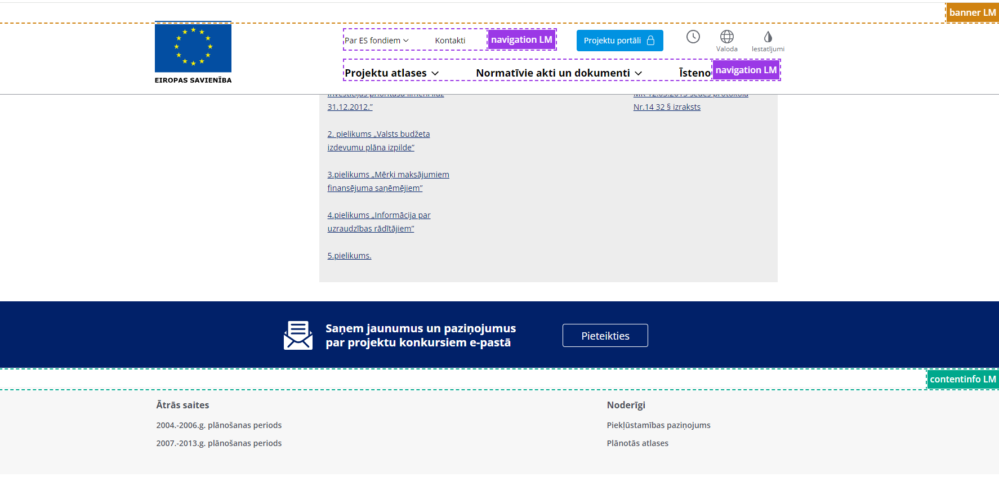 banner LM
Par ES fondiem
Kontakti
navigation LM
Projektu portāli
Valoda
Iestatījumi
EIROPAS SAVIENĪBA
Projektu atlases
Normatīvie akti un dokumenti
Īsteno
navigation LM
31.12.2012.”
Nr.14 32 § izraksts
2. pielikums „Valsts budžeta
izdevumu plāna izpilde”
3.pielikums „Mērķi maksājumiem
finansējuma saņēmējiem”
4.pielikums „Informācija par
uzraudzības rādītājiem”
5.pielikums.
Saņem jaunumus un paziņojumus
par projektu konkursiem e-pastā
Pieteikties
contentinfo LM
Ātrās saites
2004.-2006.g. plānošanas periods
2007.-2013.g. plānošanas periods
Noderīgi
Piekļūstamības paziņojums
Plānotās atlases